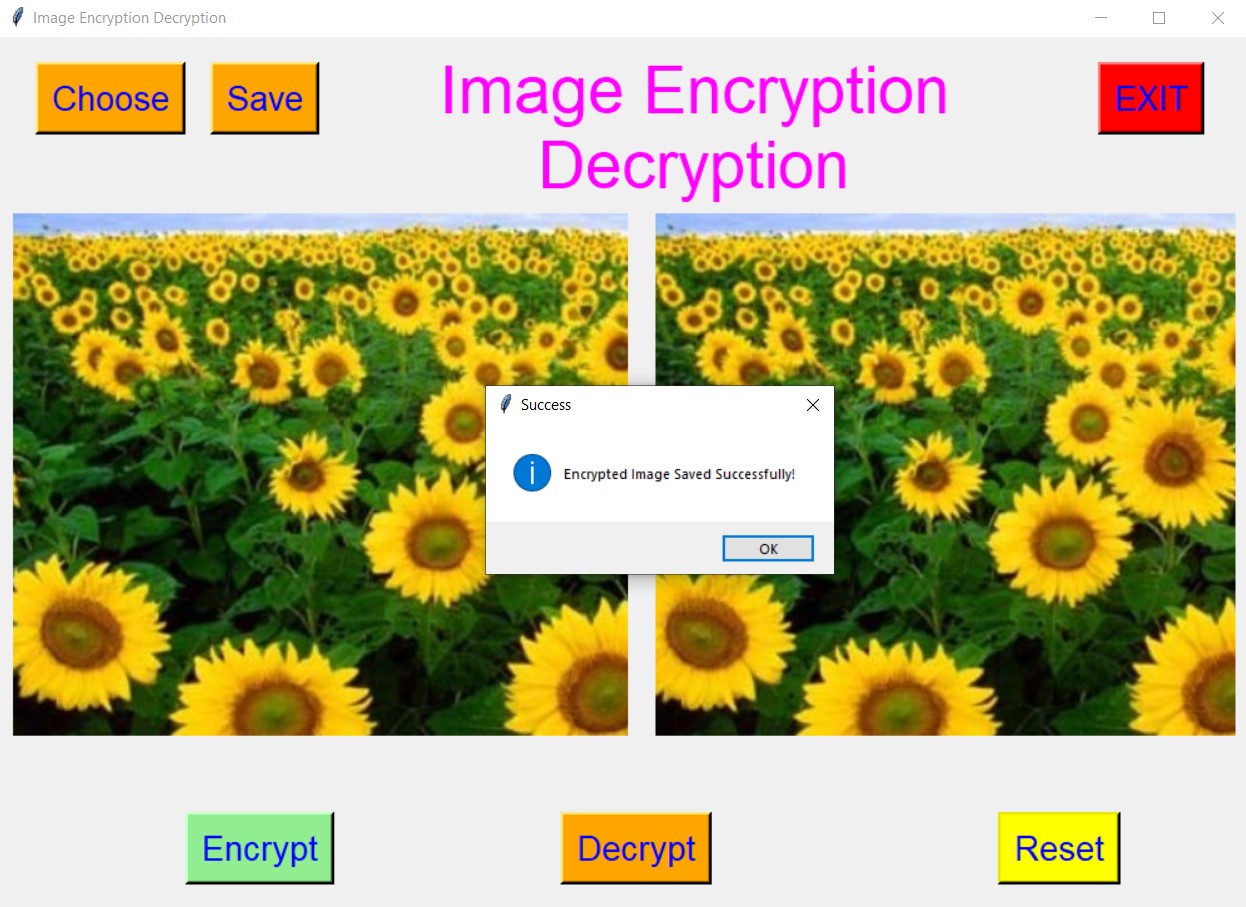 Image Encryption Decryption
Choose
Save
Image Encryption
Decryption
EXIT
Success
Encrypted Image Saved Successfully!
OK
Encrypt
Decrypt
Reset